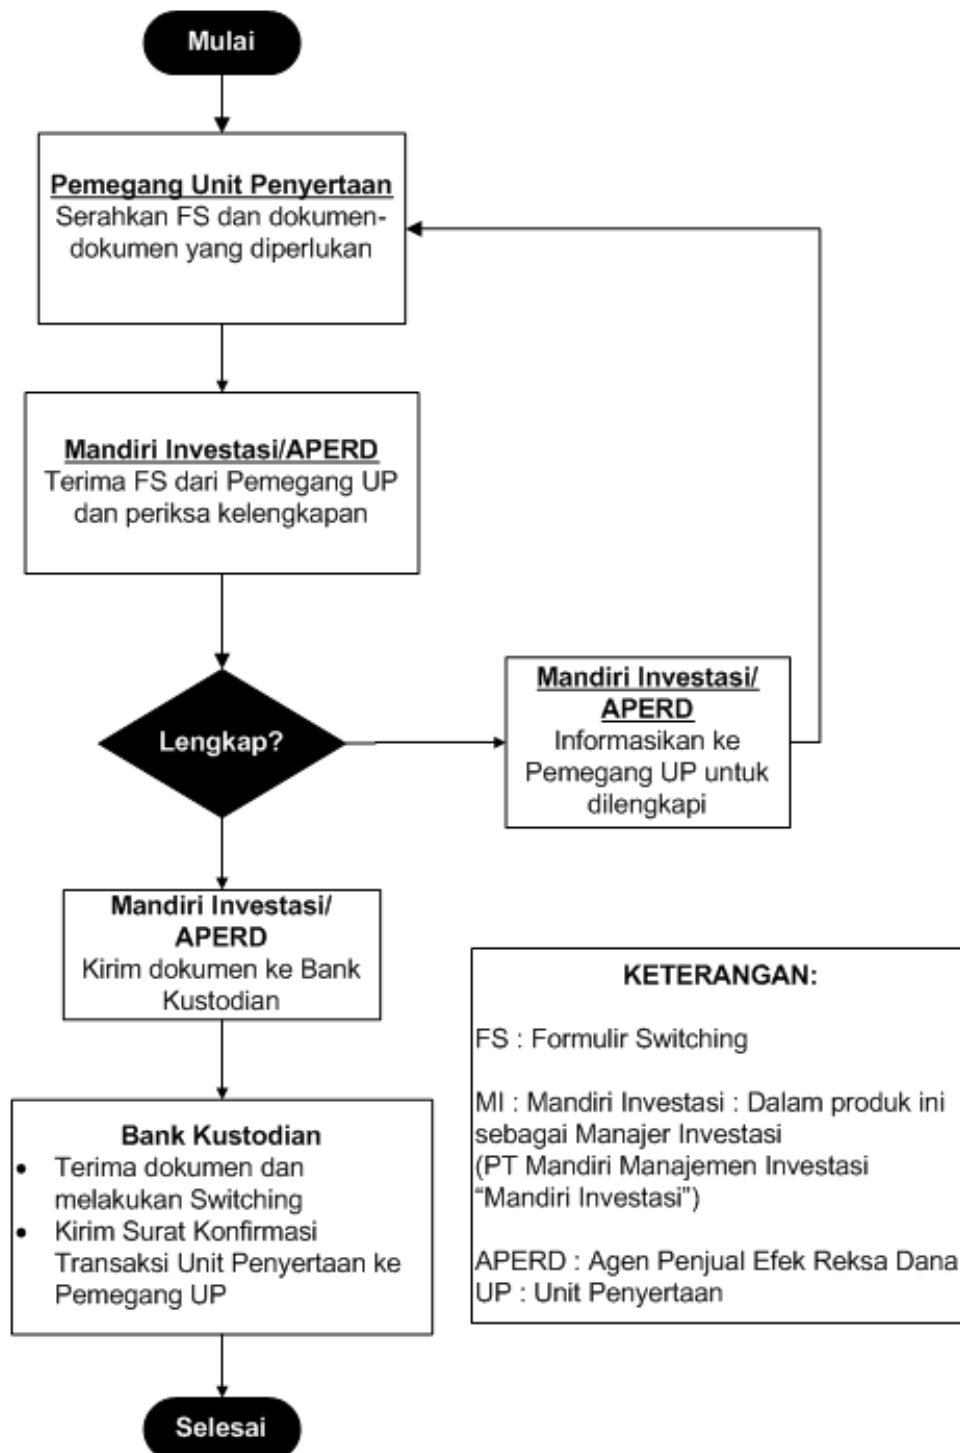 Mulai
Pemegang Unit Penyertaan
Serahkan FS dan dokumen-
dokumen yang diperlukan
Mandiri Investasi/APERD
Terima FS dari Pemegang UP
dan periksa kelengkapan
Lengkap?
Mandiri Investasi/
APERD
Informasikan ke
Pemegang UP untuk
dilengkapi
Mandiri Investasi/
APERD
Kirim dokumen ke Bank
Kustodian
Bank Kustodian
• Terima dokumen dan
melakukan Switching
• Kirim Surat Konfirmasi
Transaksi Unit Penyertaan ke
Pemegang UP
Selesai
KETERANGAN:
FS : Formulir Switching
MI : Mandiri Investasi : Dalam produk ini
sebagai Manajer Investasi
(PT Mandiri Manajemen Investasi
“Mandiri Investasi”)
APERD : Agen Penjual Efek Reksa Dana
UP : Unit Penyertaan